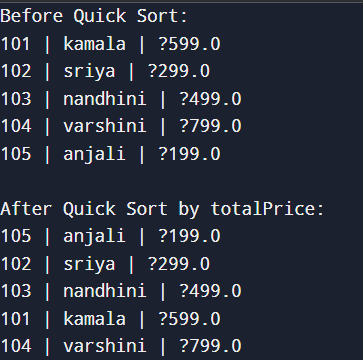 Before Quick Sort:
101 | kamala | ?599.0
102 | sriya | ?299.0
103 | nandhini | ?499.0
104 | varshini | ?799.0
105 | anjali | ?199.0

After Quick Sort by totalPrice:
105 | anjali | ?199.0
102 | sriya | ?299.0
103 | nandhini | ?499.0
101 | kamala | ?599.0
104 | varshini | ?799.0